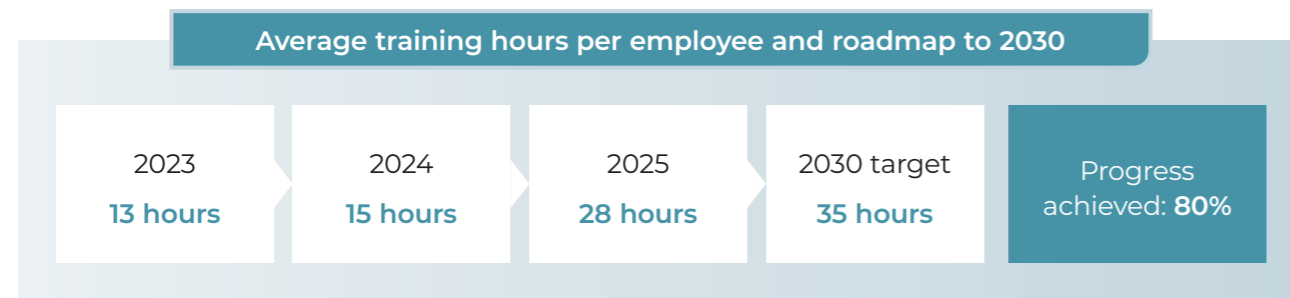 Average training hours per employee and roadmap to 2030
2023
13 hours
2024
15 hours
2025
28 hours
2030 target
35 hours
Progress
achieved: 80%